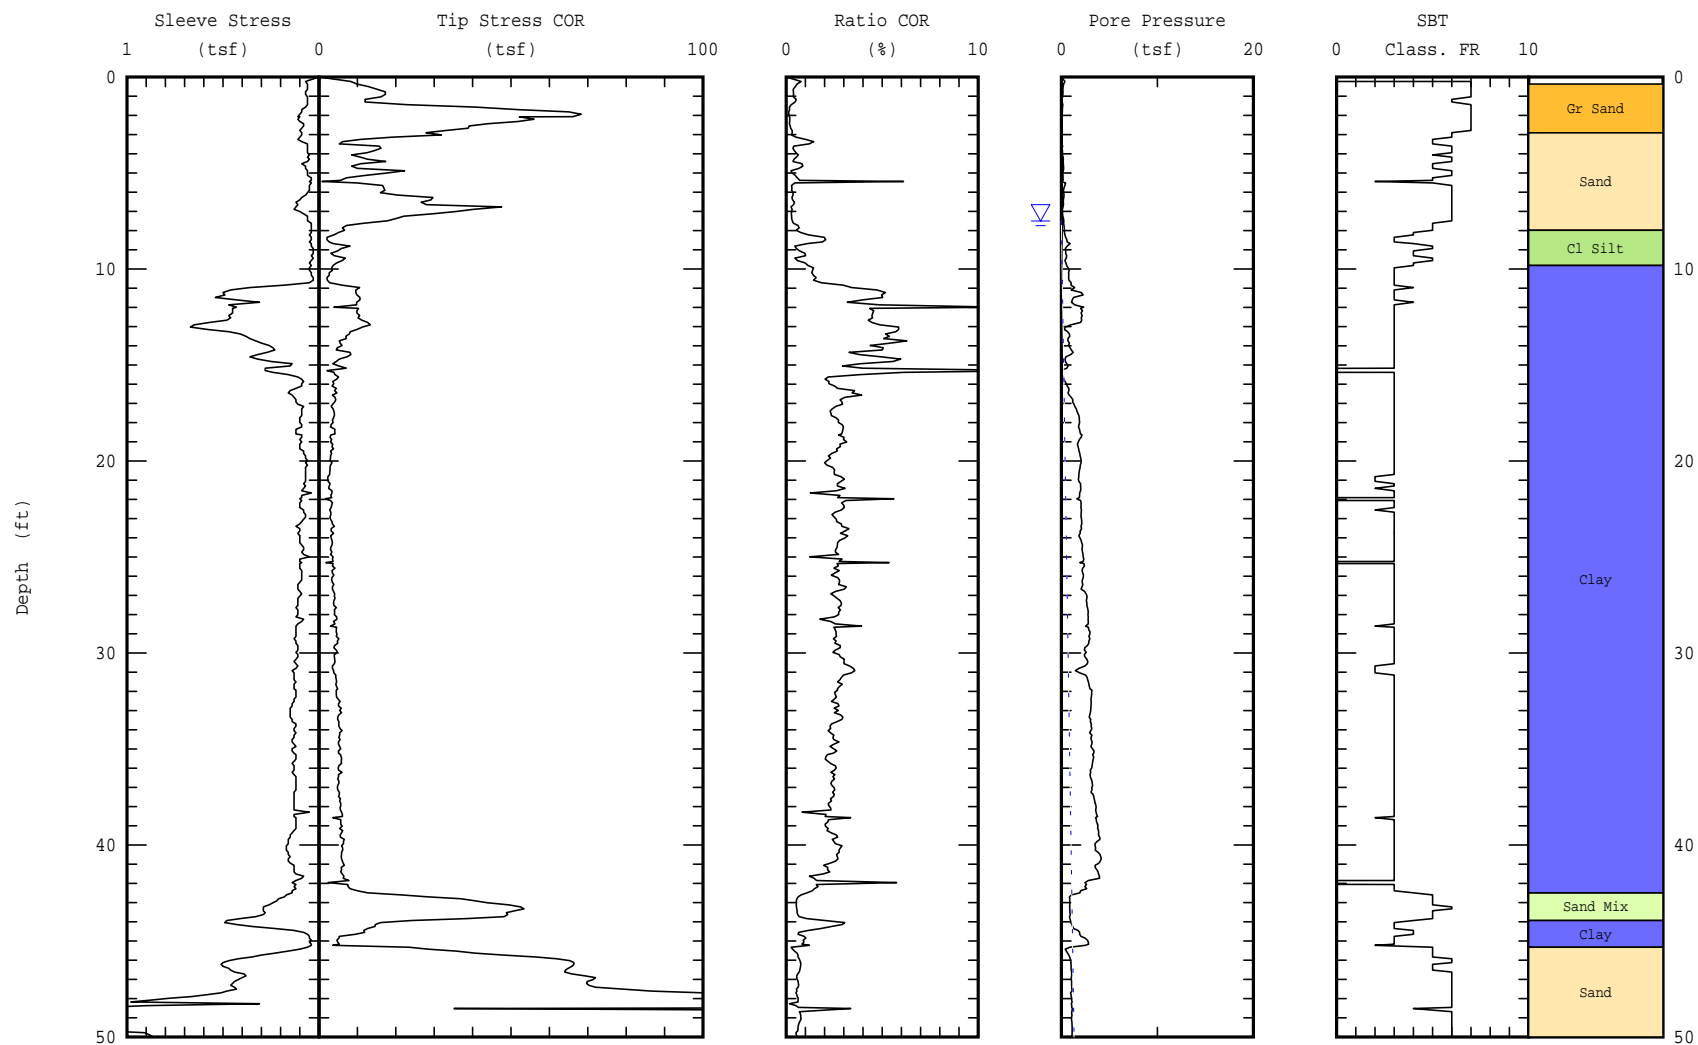 Sleeve Stress Tip Stress COR Ratio COR Pore Pressure SBT
1 (tsf) 0 (tsf) 100 0 (%) 10 0 (tsf) 20 0 Class. FR 10
0 0
Gr Sand
Sand
Cl Silt
10 10
20 20
Depth (ft)
Clay
30 30
40 40
Sand Mix
Clay
Sand
50 50